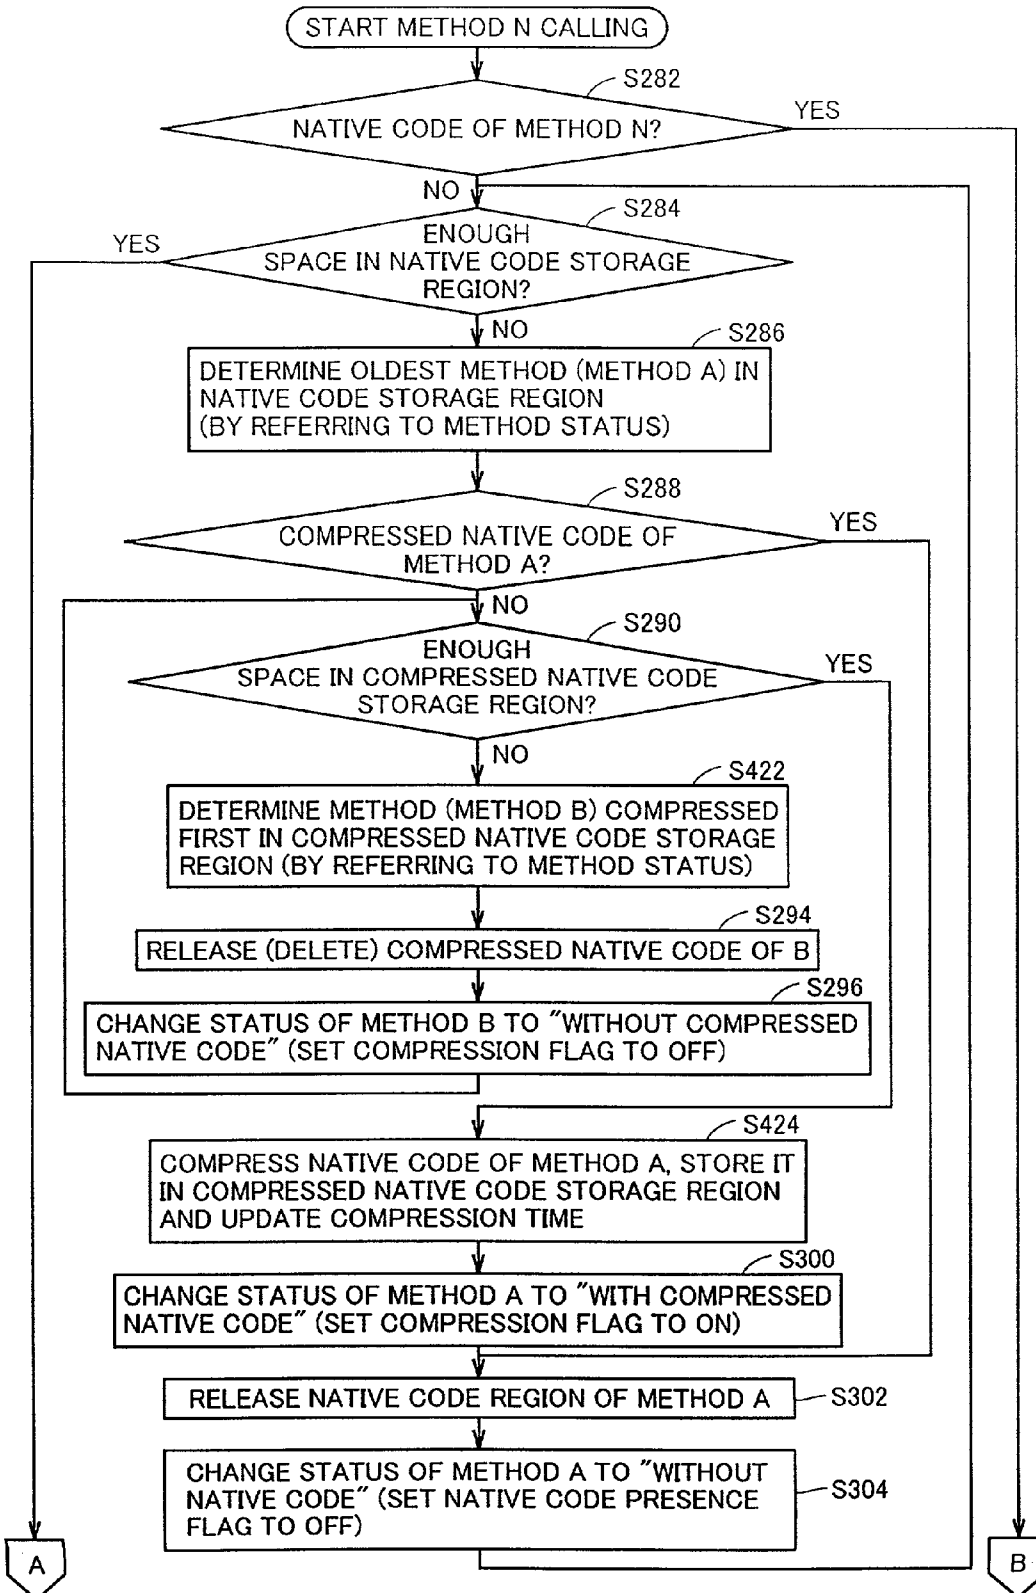 START METHOD N CALLING
S282
NATIVE CODE OF METHOD N?
YES
NO
S284
ENOUGH
SPACE IN NATIVE CODE STORAGE
REGION?
YES
NO
S286
DETERMINE OLDEST METHOD (METHOD A) IN
NATIVE CODE STORAGE REGION
(BY REFERRING TO METHOD STATUS)
S288
COMPRESSED NATIVE CODE OF
METHOD A?
YES
NO
S290
ENOUGH
SPACE IN COMPRESSED NATIVE CODE
STORAGE REGION?
YES
NO
S422
DETERMINE METHOD (METHOD B) COMPRESSED
FIRST IN COMPRESSED NATIVE CODE STORAGE
REGION (BY REFERRING TO METHOD STATUS)
S294
RELEASE (DELETE) COMPRESSED NATIVE CODE OF B
S296
CHANGE STATUS OF METHOD B TO "WITHOUT COMPRESSED
NATIVE CODE" (SET COMPRESSION FLAG TO OFF)
S424
COMPRESS NATIVE CODE OF METHOD A, STORE IT
IN COMPRESSED NATIVE CODE STORAGE REGION
AND UPDATE COMPRESSION TIME
S300
CHANGE STATUS OF METHOD A TO "WITH COMPRESSED
NATIVE CODE" (SET COMPRESSION FLAG TO ON)
RELEASE NATIVE CODE REGION OF METHOD A
S302
CHANGE STATUS OF METHOD A TO "WITHOUT
NATIVE CODE" (SET NATIVE CODE PRESENCE
FLAG TO OFF)
S304
A
B